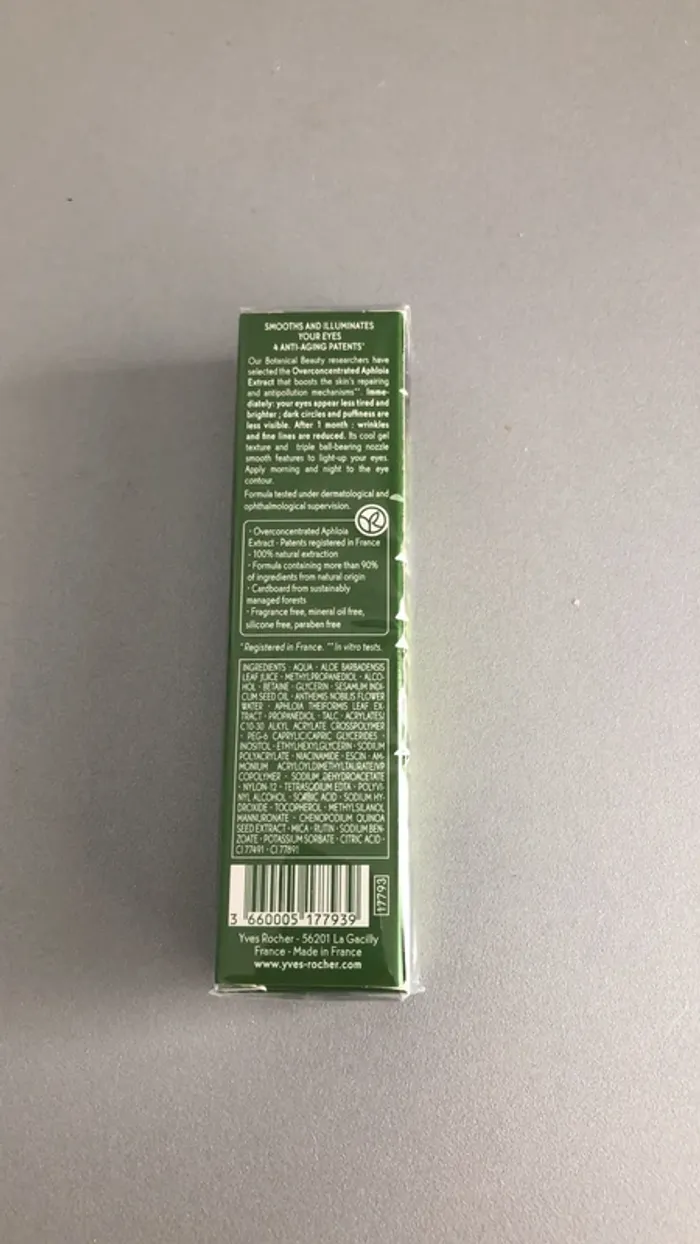 SMOOTHS AND ILLUMINATES
YOUR EYES
4 ANTI-AGING PATENTS*
Our Botanical Beauty researchers have
selected the Overconcentrated Aphloia
Extract that boosts the skin's repairing
and antipollution mechanisms**. Imme-
diately: your eyes appear less tired and
brighter ; dark circles and puffiness are
less visible. After 1 month : wrinkles
and fine lines are reduced. Its cool gel
texture and triple ball-bearing nozzle
smooth features to light-up your eyes.
Apply morning and night to the eye
contour.
Formula tested under dermatological and
ophthalmological supervision.
· Overconcentrated Aphloia
Extract - Patents registered in France
- 100% natural extraction
· Formula containing more than 90%
of ingredients from natural origin
· Cardboard from sustainably
managed forests
· Fragrance free, mineral oil free,
silicone free, paraben free
*Registered in France. **In vitro tests.
INGREDIENTS : AQUA · ALOE BARBADENSIS
LEAF JUICE · METHYLPROPANEDIOL · ALCO-
HOL · BETAINE · GLYCERIN · SESAMUM INDI-
CUM SEED OIL · ANTHEMIS NOBILIS FLOWER
WATER · APHLOIA THEIFORMIS LEAF EX-
TRACT · PROPANEDIOL · TALC · ACRYLATES/
C10-30 ALKYL ACRYLATE CROSSPOLYMER
· PEG-6 CAPRYLIC/CAPRIC GLYCERIDES ·
INOSITOL · ETHYLHEXYLGLYCERIN · SODIUM
POLYACRYLATE · NIACINAMIDE · ESCIN · AM-
MONIUM ACRYLOYLDIMETHYLTAURATE/VP
COPOLYMER · SODIUM DEHYDROACETATE
· NYLON-12 · TETRASODIUM EDTA · POLYVI-
NYL ALCOHOL · SORBIC ACID · SODIUM HY-
DROXIDE · TOCOPHEROL · METHYLSILANOL
MANNURONATE · CHENOPODIUM QUINOA
SEED EXTRACT · MICA · RUTIN · SODIUM BEN-
ZOATE · POTASSIUM SORBATE · CITRIC ACID ·
CI 77491 · CI 77891
17793
3 660005 177939
Yves Rocher - 56201 La Gacilly
France - Made in France
www.yves-rocher.com